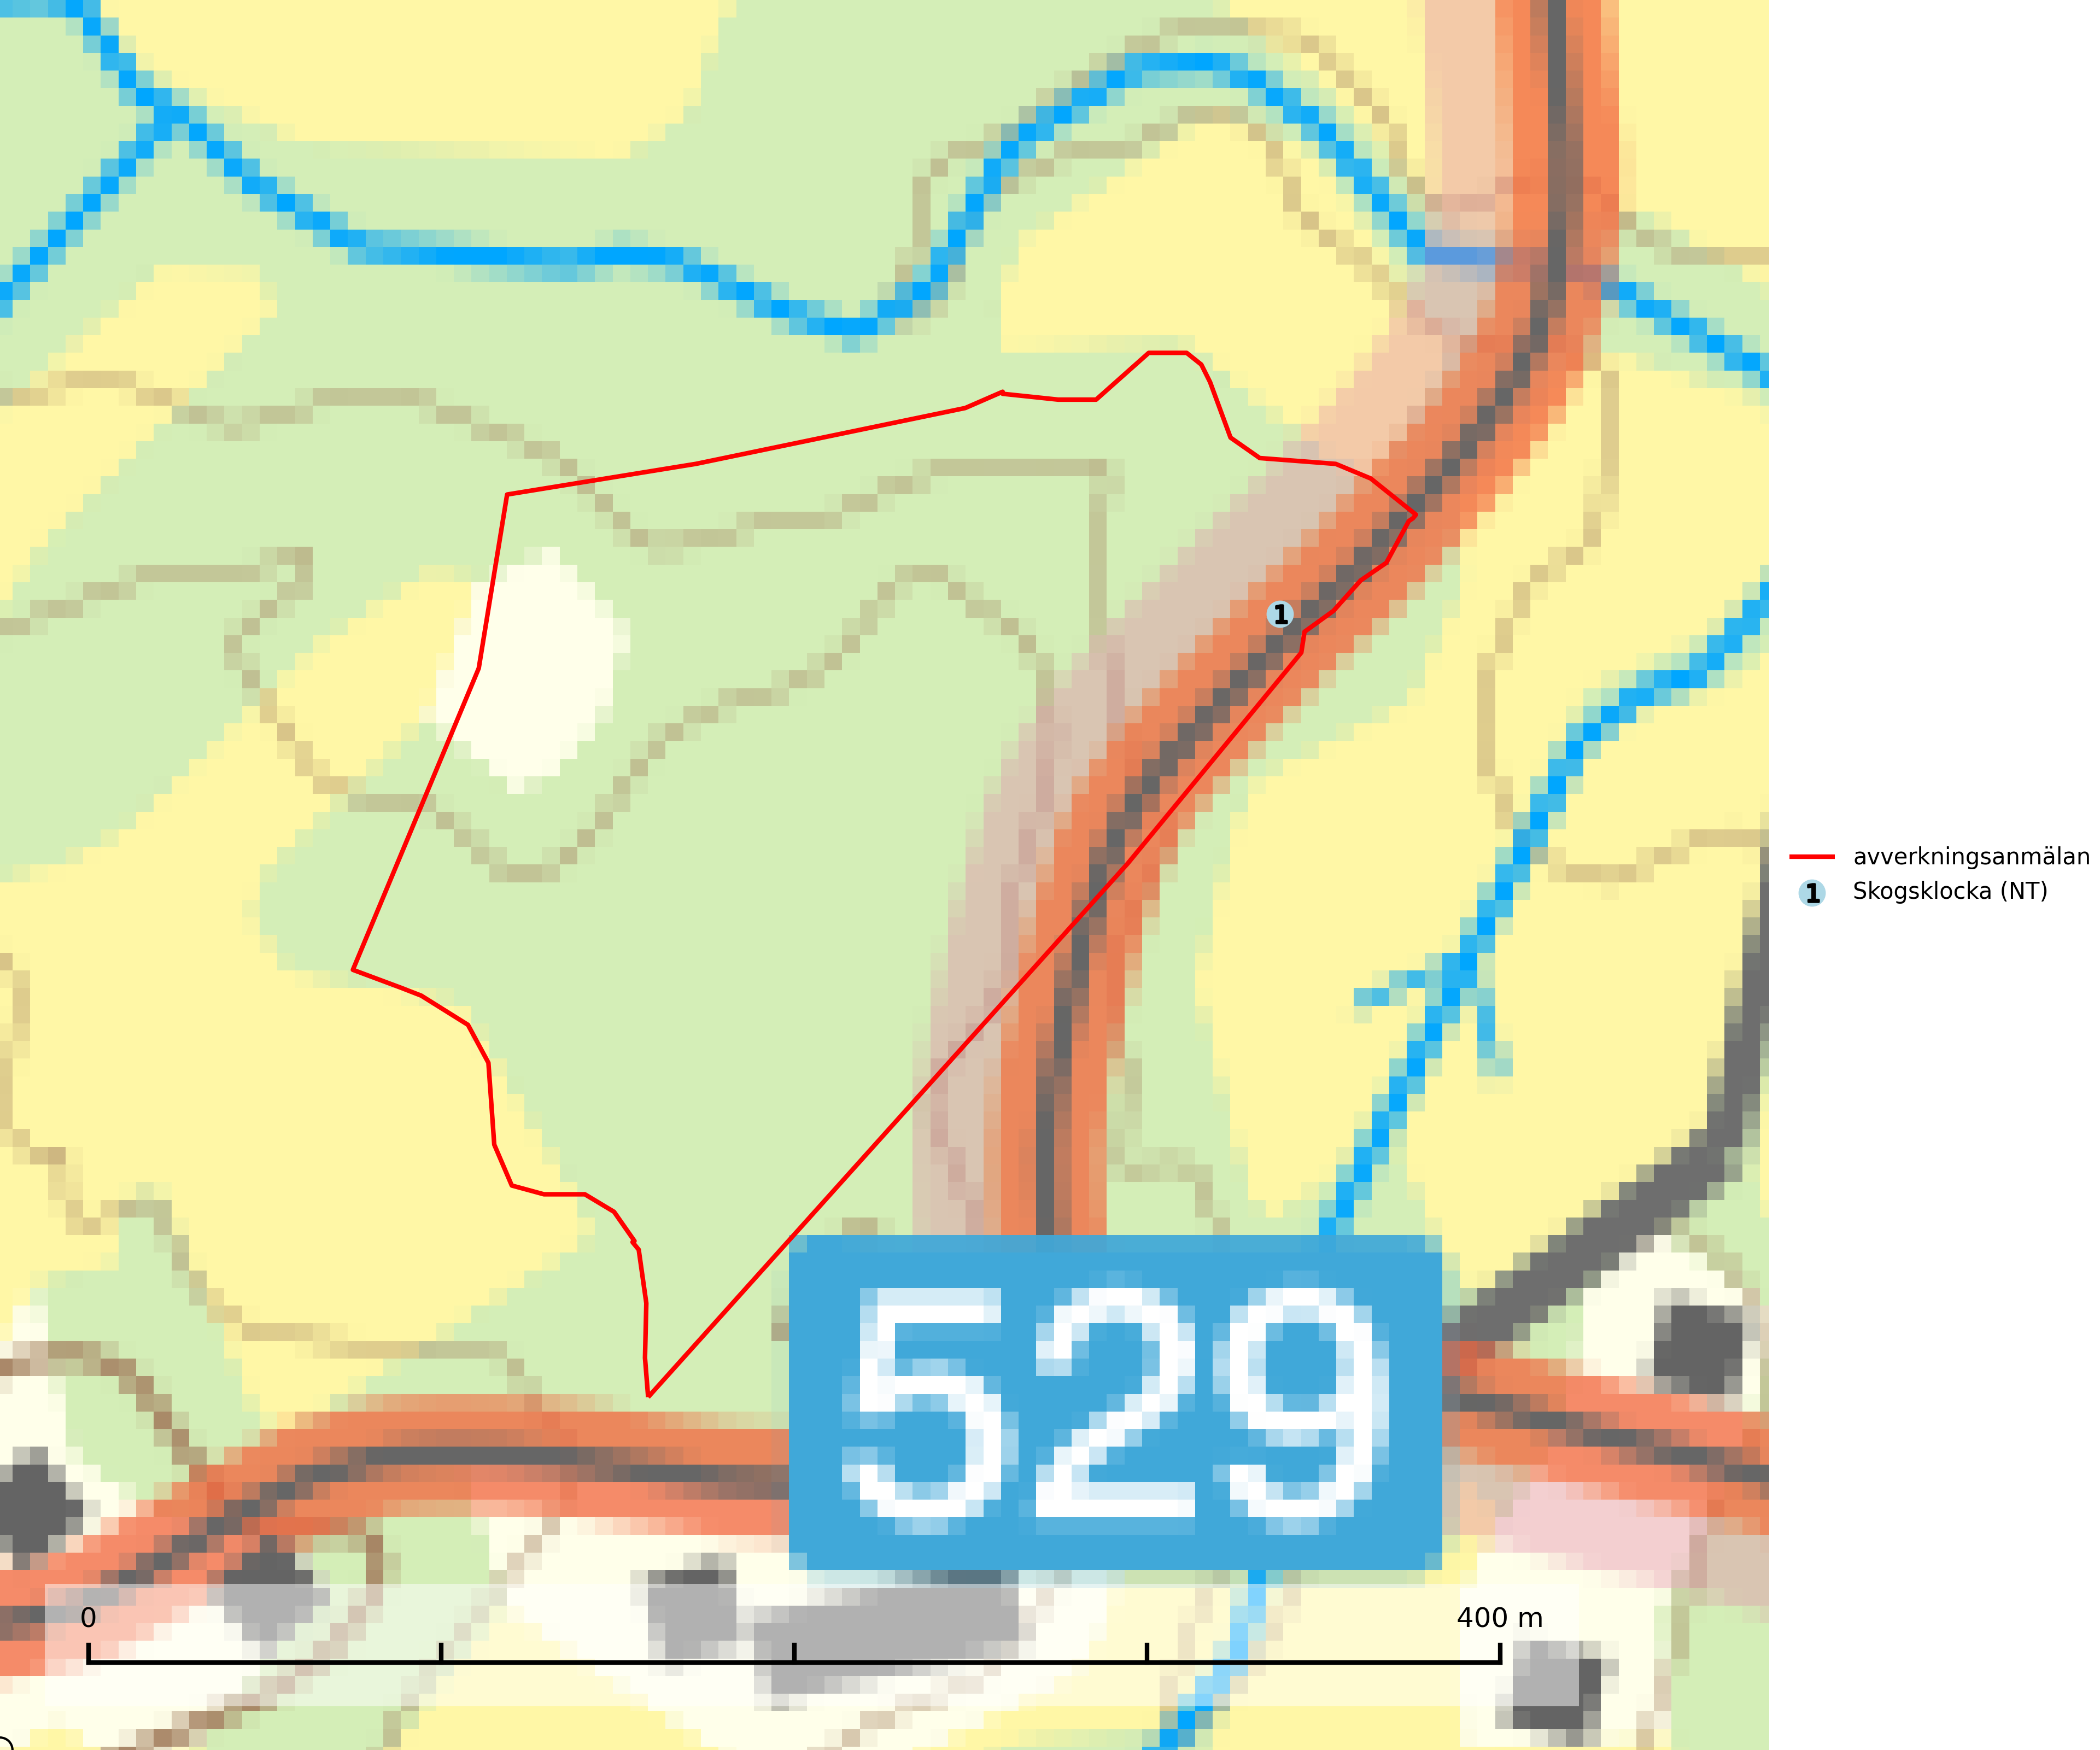 1
avverkningsanmälan
1 Skogsklocka (NT)
529
0 400 m